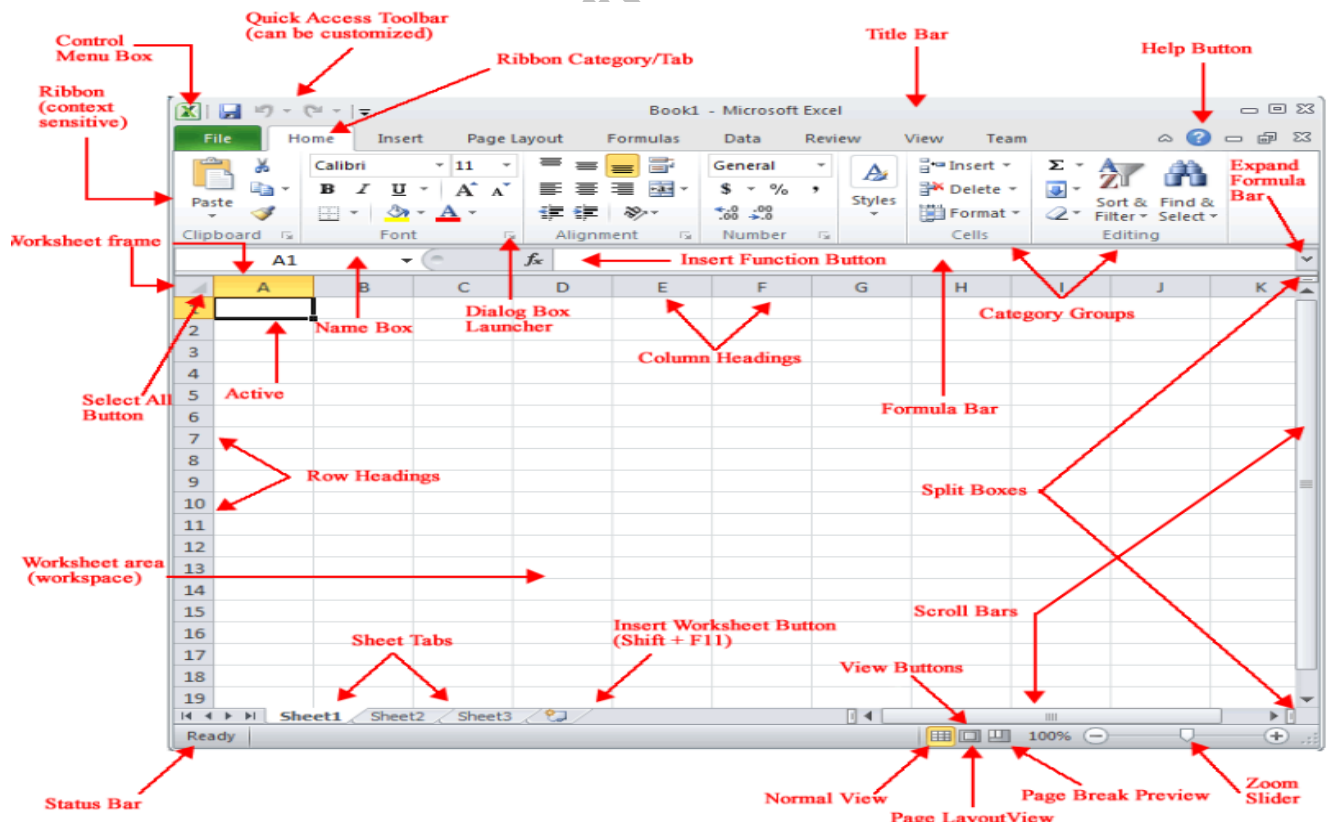 Quick Access Toolbar
(can be customized)
Control
Menu Box
Title Bar
Help Button
Ribbon Category/Tab
Ribbon
(context
sensitive)
Book1 - Microsoft Excel
File Home Insert Page Layout Formulas Data Review View Team
Calibri 11 General Insert Σ
Paste B I U A A $ % , Styles Delete Sort & Find &
A .00 .00 Format Filter Select
Clipboard Font Alignment Number Cells Editing
Expand
Formula
Bar
Worksheet frame
A1 fx Insert Function Button
A B C D E F G H I J K
Name Box
Dialog Box
Launcher
Category Groups
Column Headings
Active
Select All
Button
Formula Bar
Row Headings
Split Boxes
2
3
4
5
6
7
8
9
10
11
12
13
14
15
16
17
18
19
Worksheet area
(workspace)
Scroll Bars
Sheet Tabs
Insert Worksheet Button
(Shift + F11)
View Buttons
Sheet1 Sheet2 Sheet3
Ready 100%
Status Bar
Normal View
Page LayoutView
Page Break Preview
Zoom
Slider